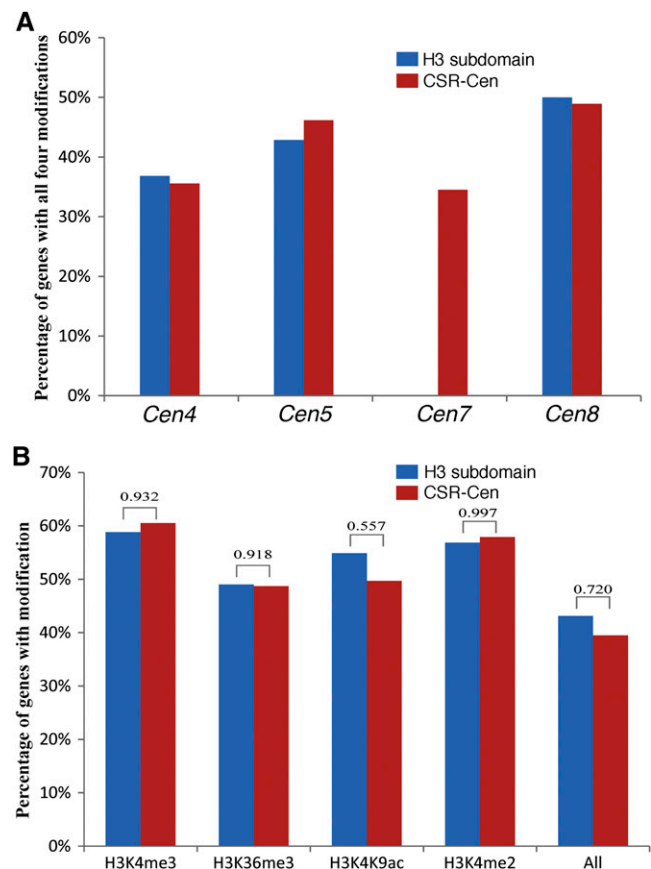 A
Percentage of genes with all four modifications
60%
50%
40%
30%
20%
10%
0%
H3 subdomain
CSR-Cen
Cen4 Cen5 Cen7 Cen8
B
Percentage of genes with modification
70%
60%
50%
40%
30%
20%
10%
0%
H3 subdomain
CSR-Cen
0.932
0.918
0.557
0.997
0.720
H3K4me3 H3K36me3 H3K4K9ac H3K4me2 All